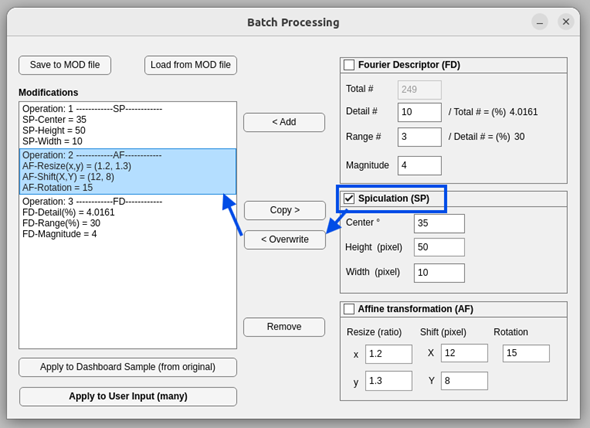 Batch Processing
Save to MOD file
Load from MOD file
Modifications
Operation: 1 ------------SP------------
SP-Center = 35
SP-Height = 50
SP-Width = 10
Operation: 2 ------------AF------------
AF-Resize(x,y) = (1.2, 1.3)
AF-Shift(X,Y) = (12, 8)
AF-Rotation = 15
Operation: 3 ------------FD------------
FD-Detail(%) = 4.0161
FD-Range(%) = 30
FD-Magnitude = 4
Apply to Dashboard Sample (from original)
Apply to User Input (many)
< Add
Copy >
< Overwrite
Remove
Fourier Descriptor (FD)
Total # 249
Detail # 10 / Total # = (%) 4.0161
Range # 3 / Detail # = (%) 30
Magnitude 4
Spiculation (SP)
Center ° 35
Height (pixel) 50
Width (pixel) 10
Affine transformation (AF)
Resize (ratio) Shift (pixel) Rotation
x 1.2 X 12 15
y 1.3 Y 8